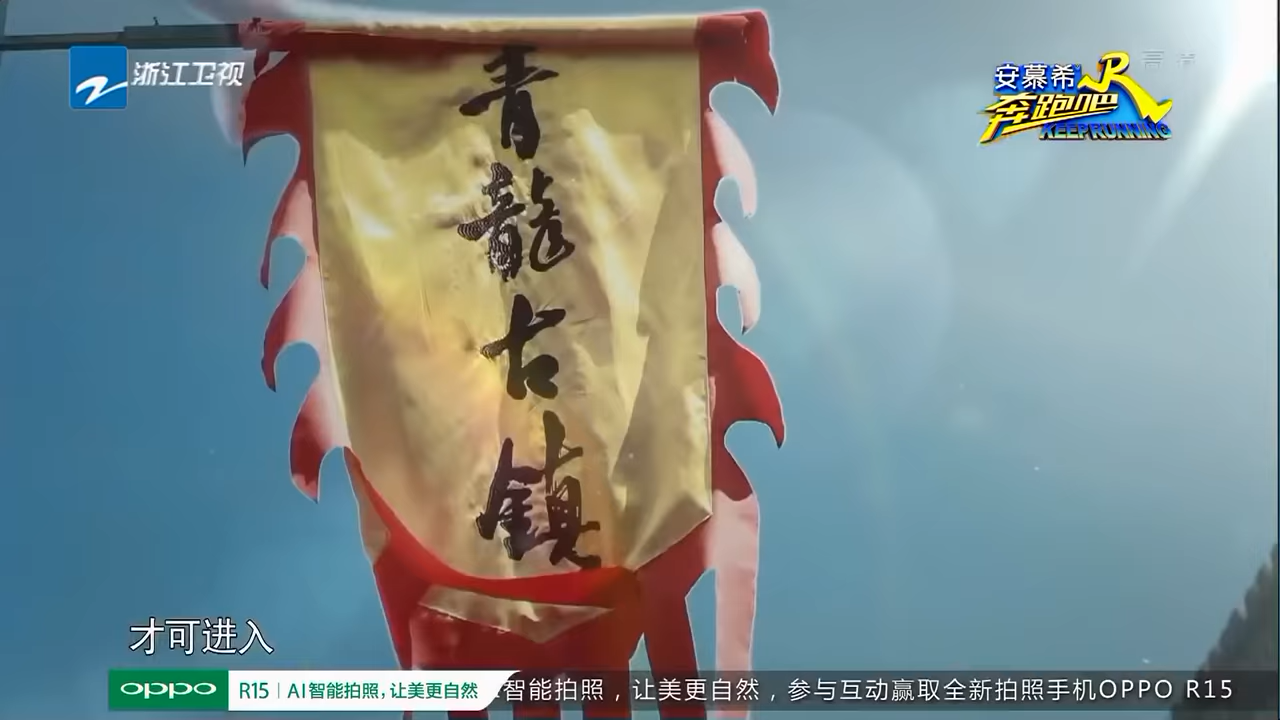 浙江卫视
安慕希
奔跑吧
KEEP RUNNING
高清
青龍古鎮
才可进入
oppo R15 | AI智能拍照,让美更自然
智能拍照，让美更自然，参与互动赢取全新拍照手机OPPO R15